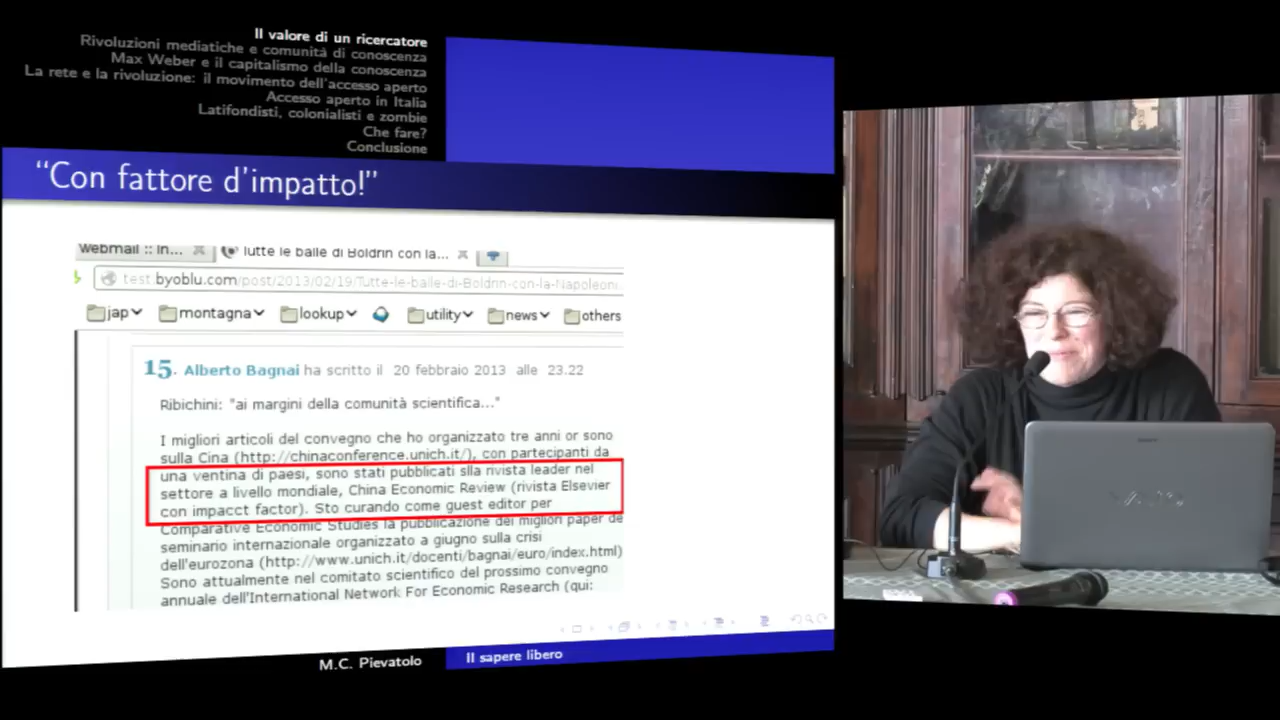 Il valore di un ricercatore
Rivoluzioni mediatiche e comunità di conoscenza
Max Weber e il capitalismo della conoscenza
La rete e la rivoluzione: il movimento dell'accesso aperto
Accesso aperto in Italia
Latifondisti, colonialisti e zombie
Che fare?
Conclusione
“Con fattore d'impatto!”
Webmail :: In... Tutte le balle di Boldrin con la...
test.byoblu.com/post/2013/02/19/Tutte-le-balle-di-Boldrin-con-la-Napoleoni
jap montagna lookup utility news others
15. Alberto Bagnai ha scritto il 20 febbraio 2013 alle 23.22
Ribichini: "ai margini della comunità scientifica..."
I migliori articoli del convegno che ho organizzato tre anni or sono
sulla Cina (http://chinaconference.unich.it/), con partecipanti da
una ventina di paesi, sono stati pubblicati slla rivista leader nel
settore a livello mondiale, China Economic Review (rivista Elsevier
con impacct factor). Sto curando come guest editor per
Comparative Economic Studies la pubblicazione dei migliori paper de
seminario internazionale organizzato a giugno sulla crisi
dell'eurozona (http://www.unich.it/docenti/bagnai/euro/index.html)
Sono attualmente nel comitato scientifico del prossimo convegno
annuale dell'International Network For Economic Research (qui:
M.C. Pievatolo
Il sapere libero
VAIO